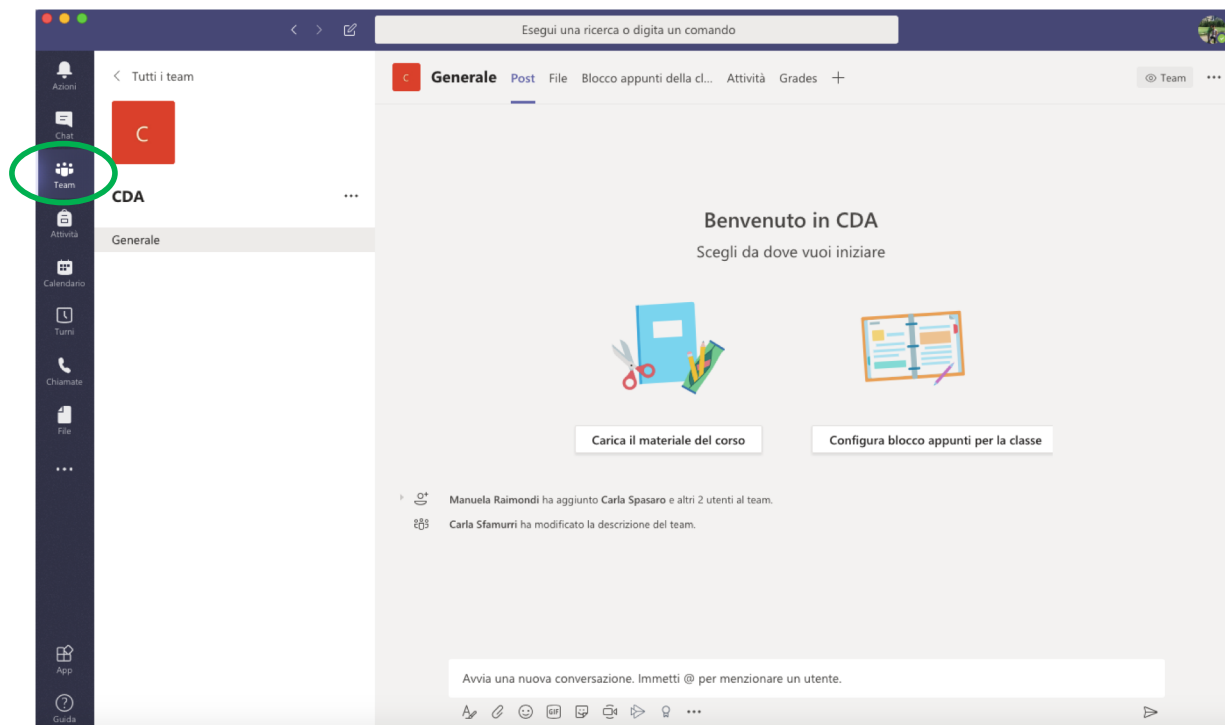 Esegui una ricerca o digita un comando
Azioni
Chat
Team
Attività
Calendario
Turni
Chiamate
File
App
Guida
Tutti i team
C
CDA
Generale
C Generale Post File Blocco appunti della cl... Attività Grades
Team
Benvenuto in CDA
Scegli da dove vuoi iniziare
Carica il materiale del corso
Configura blocco appunti per la classe
Manuela Raimondi ha aggiunto Carla Spasaro e altri 2 utenti al team.
Carla Sfamurri ha modificato la descrizione del team.
Avvia una nuova conversazione. Immetti @ per menzionare un utente.
GIF